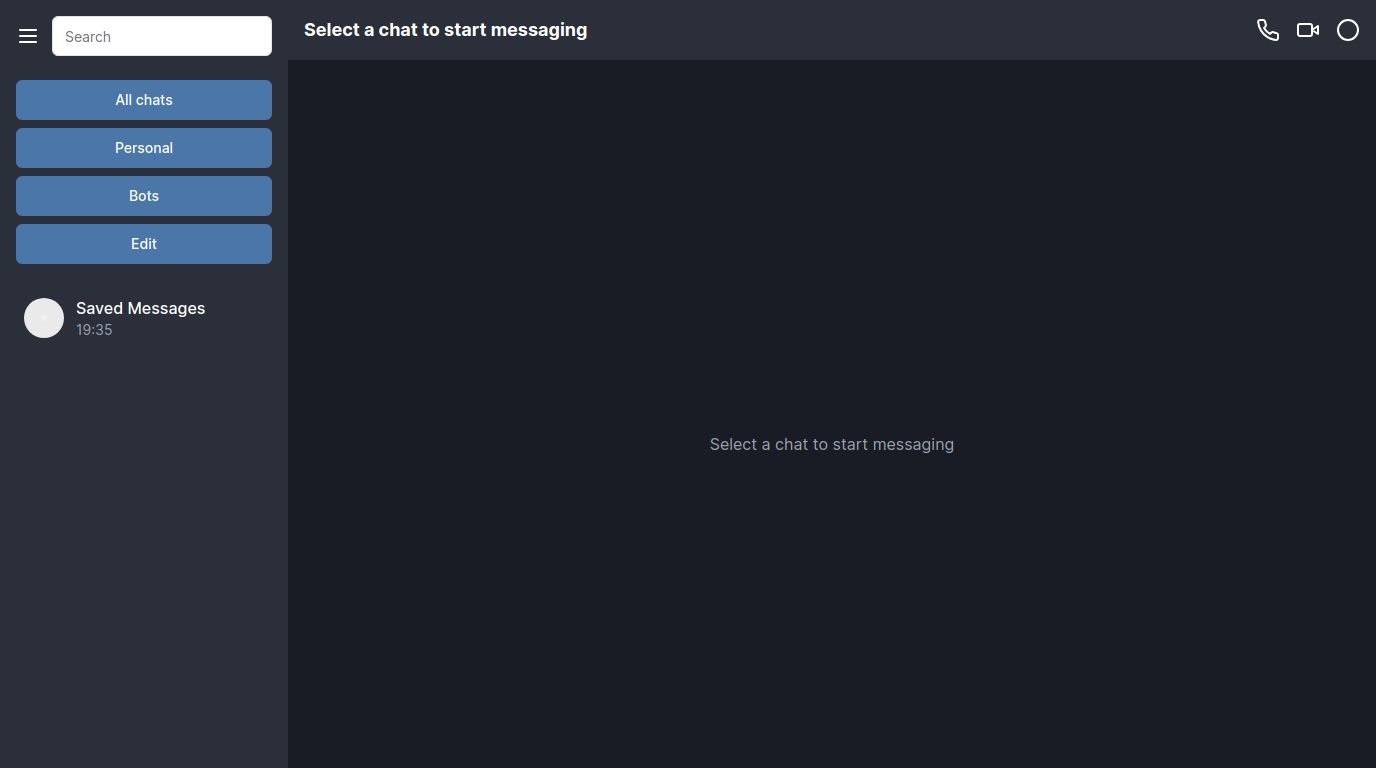 Search
Select a chat to start messaging
All chats
Personal
Bots
Edit
Saved Messages
19:35
Select a chat to start messaging